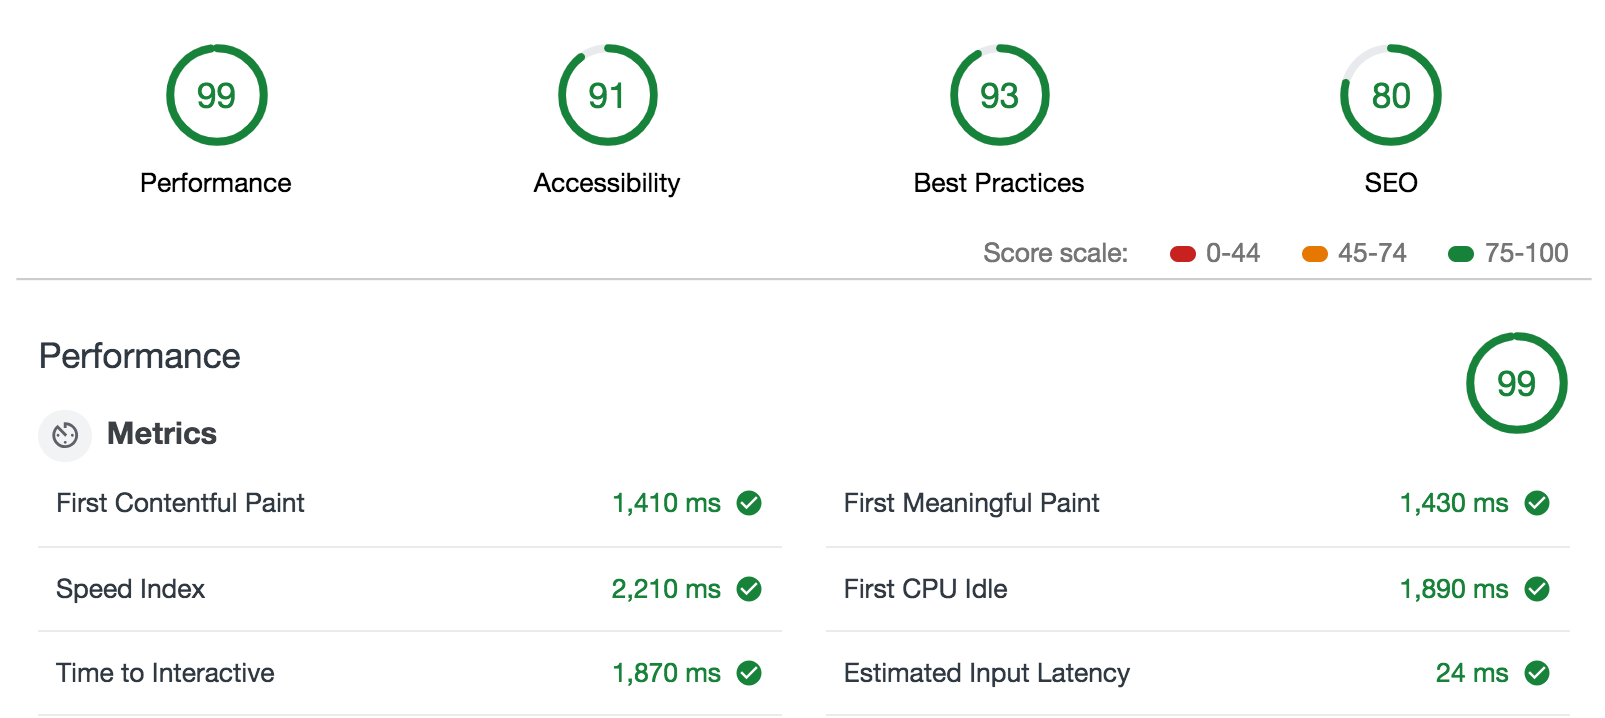 99 91 93 80
Performance Accessibility Best Practices SEO
Score scale: 0-44 45-74 75-100
Performance 99
Metrics
First Contentful Paint 1,410 ms First Meaningful Paint 1,430 ms
Speed Index 2,210 ms First CPU Idle 1,890 ms
Time to Interactive 1,870 ms Estimated Input Latency 24 ms